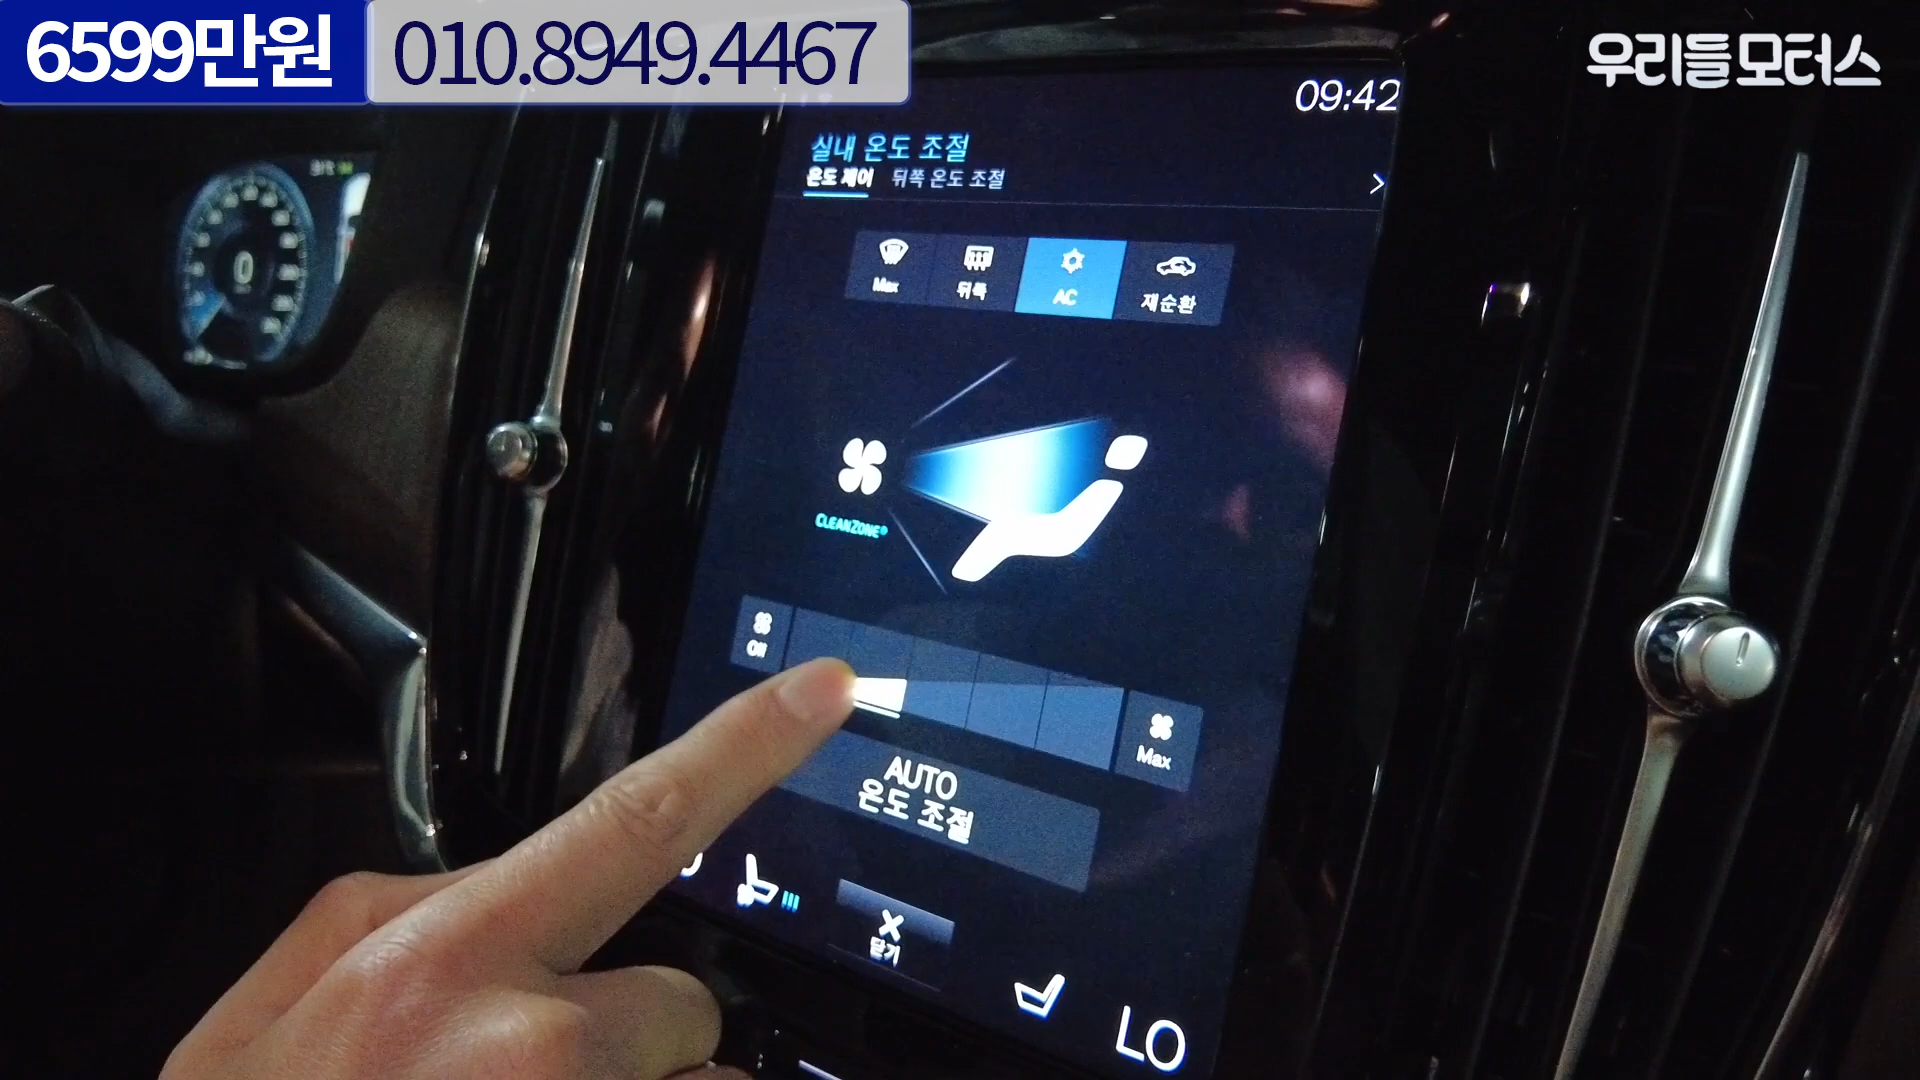 6599만원
010.8949.4467
우리들모터스
09:42
실내 온도 조절
온도 제어
뒤쪽 온도 조절
Max
뒤쪽
AC
재순환
CLEANZONE®
0
Off
Max
AUTO
온도 조절
닫기
LO